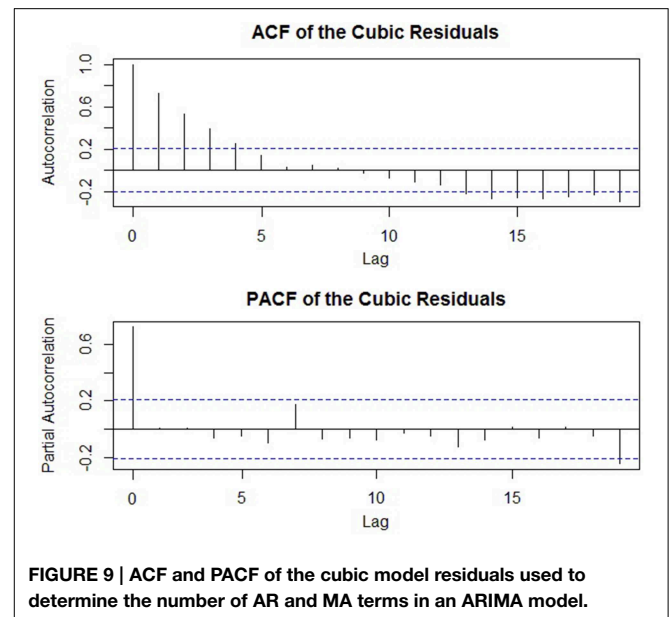 ACF of the Cubic Residuals
Autocorrelation
1.0
0.6
0.2
-0.2
0 5 10 15
Lag
PACF of the Cubic Residuals
Partial Autocorrelation
0.6
0.2
-0.2
0 5 10 15
Lag
FIGURE 9 | ACF and PACF of the cubic model residuals used to
determine the number of AR and MA terms in an ARIMA model.